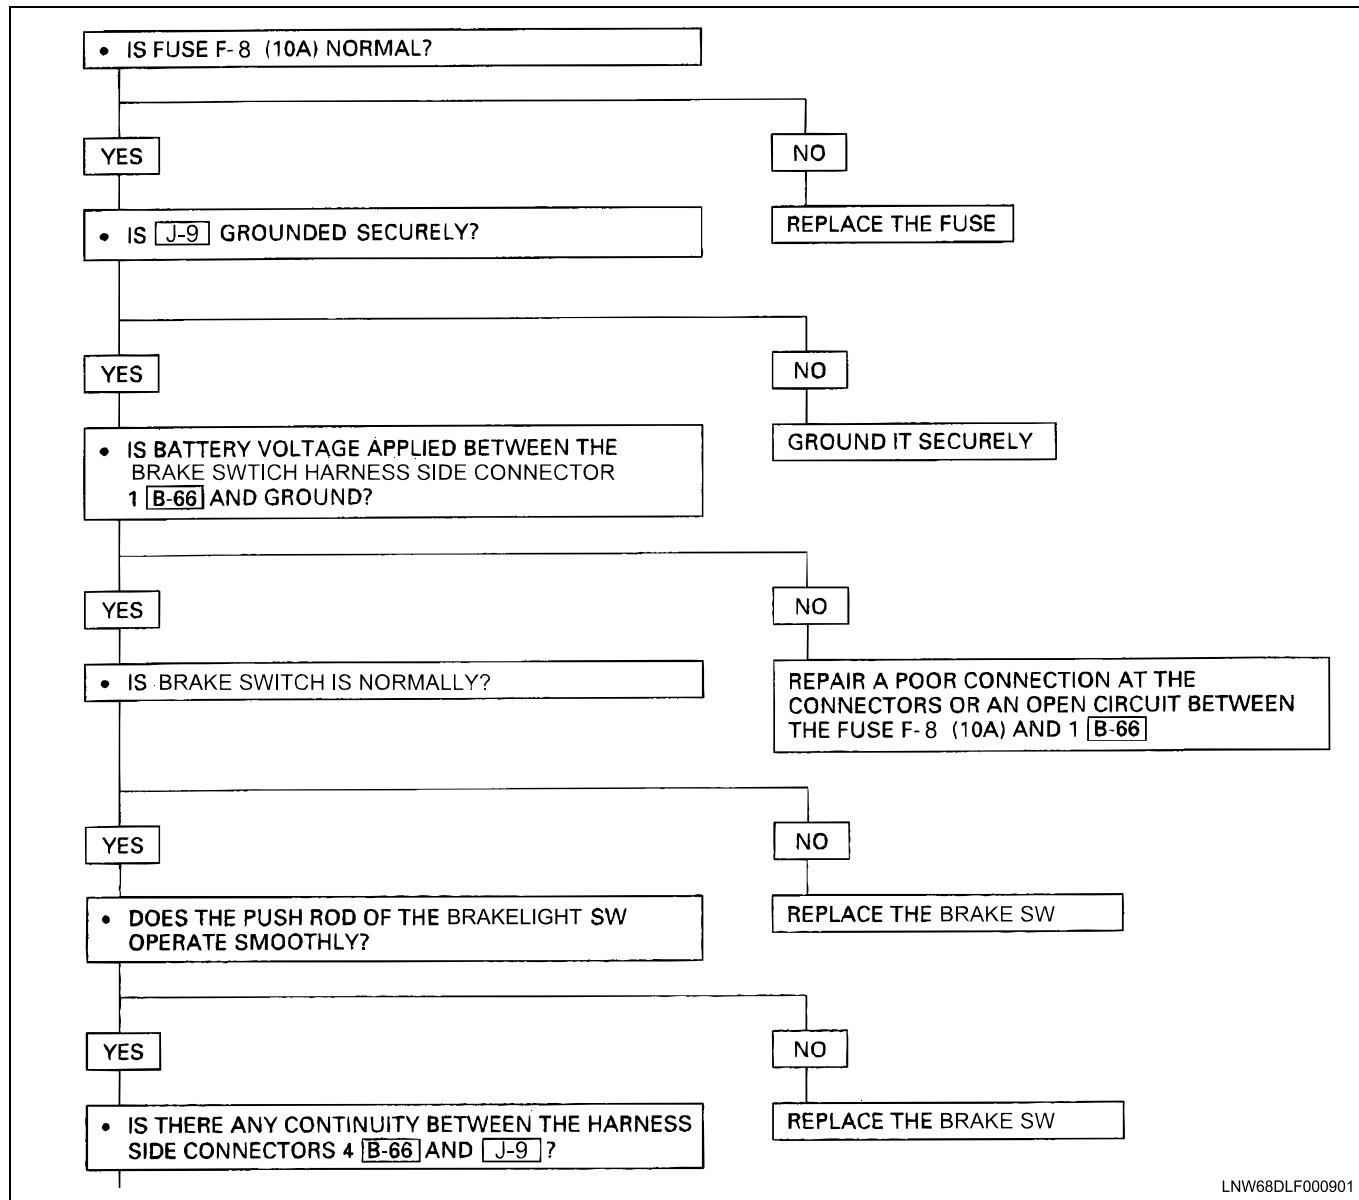 • IS FUSE F-8 (10A) NORMAL?
YES
NO
• IS J-9 GROUNDED SECURELY?
REPLACE THE FUSE
YES
NO
• IS BATTERY VOLTAGE APPLIED BETWEEN THE
BRAKE SWTICH HARNESS SIDE CONNECTOR
1 B-66 AND GROUND?
GROUND IT SECURELY
YES
NO
• IS BRAKE SWITCH IS NORMALLY?
REPAIR A POOR CONNECTION AT THE
CONNECTORS OR AN OPEN CIRCUIT BETWEEN
THE FUSE F-8 (10A) AND 1 B-66
YES
NO
• DOES THE PUSH ROD OF THE BRAKELIGHT SW
OPERATE SMOOTHLY?
REPLACE THE BRAKE SW
YES
NO
• IS THERE ANY CONTINUITY BETWEEN THE HARNESS
SIDE CONNECTORS 4 B-66 AND J-9 ?
REPLACE THE BRAKE SW
LNW68DLF000901